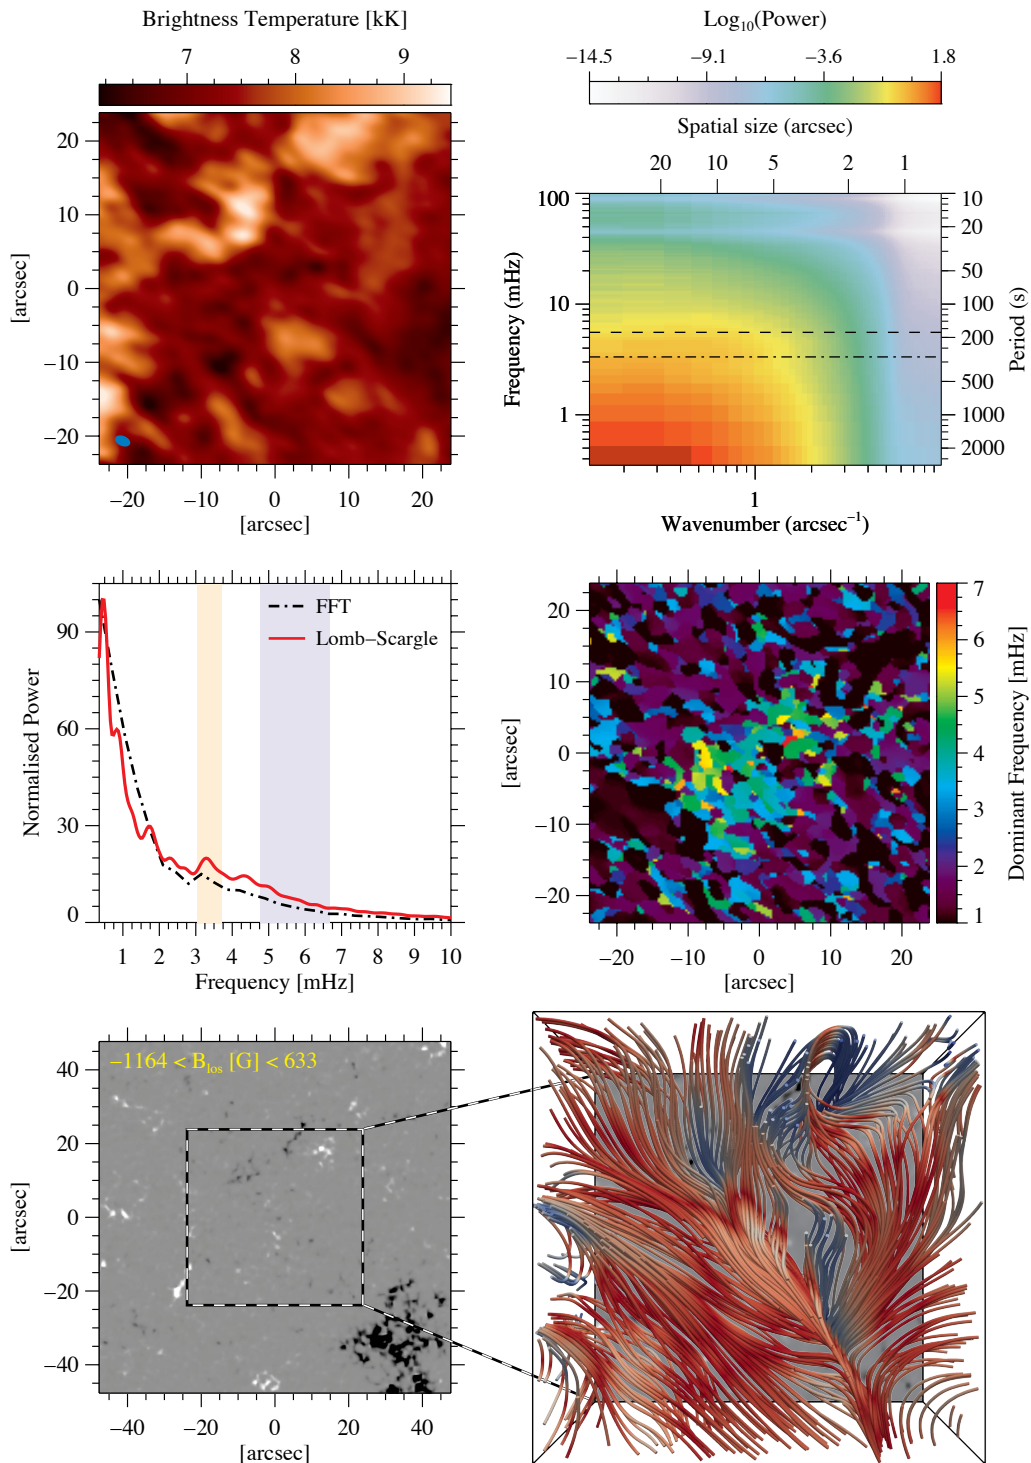 Brightness Temperature [kK]
7 8 9
20
10
0
−10
−20
[arcsec]
−20 −10 0 10 20
[arcsec]
Log10(Power)
−14.5 −9.1 −3.6 1.8
Spatial size (arcsec)
20 10 5 2 1
100
10
1
Frequency (mHz)
10
20
50
100
200
500
1000
2000
Period (s)
1
Wavenumber (arcsec−1)
90
60
30
0
Normalised Power
FFT
Lomb−Scargle
1 2 3 4 5 6 7 8 9 10
Frequency [mHz]
20
10
0
−10
−20
[arcsec]
−20 −10 0 10 20
[arcsec]
7
6
5
4
3
2
1
Dominant Frequency [mHz]
−1164 < Blos [G] < 633
40
20
0
−20
−40
[arcsec]
−40 −20 0 20 40
[arcsec]